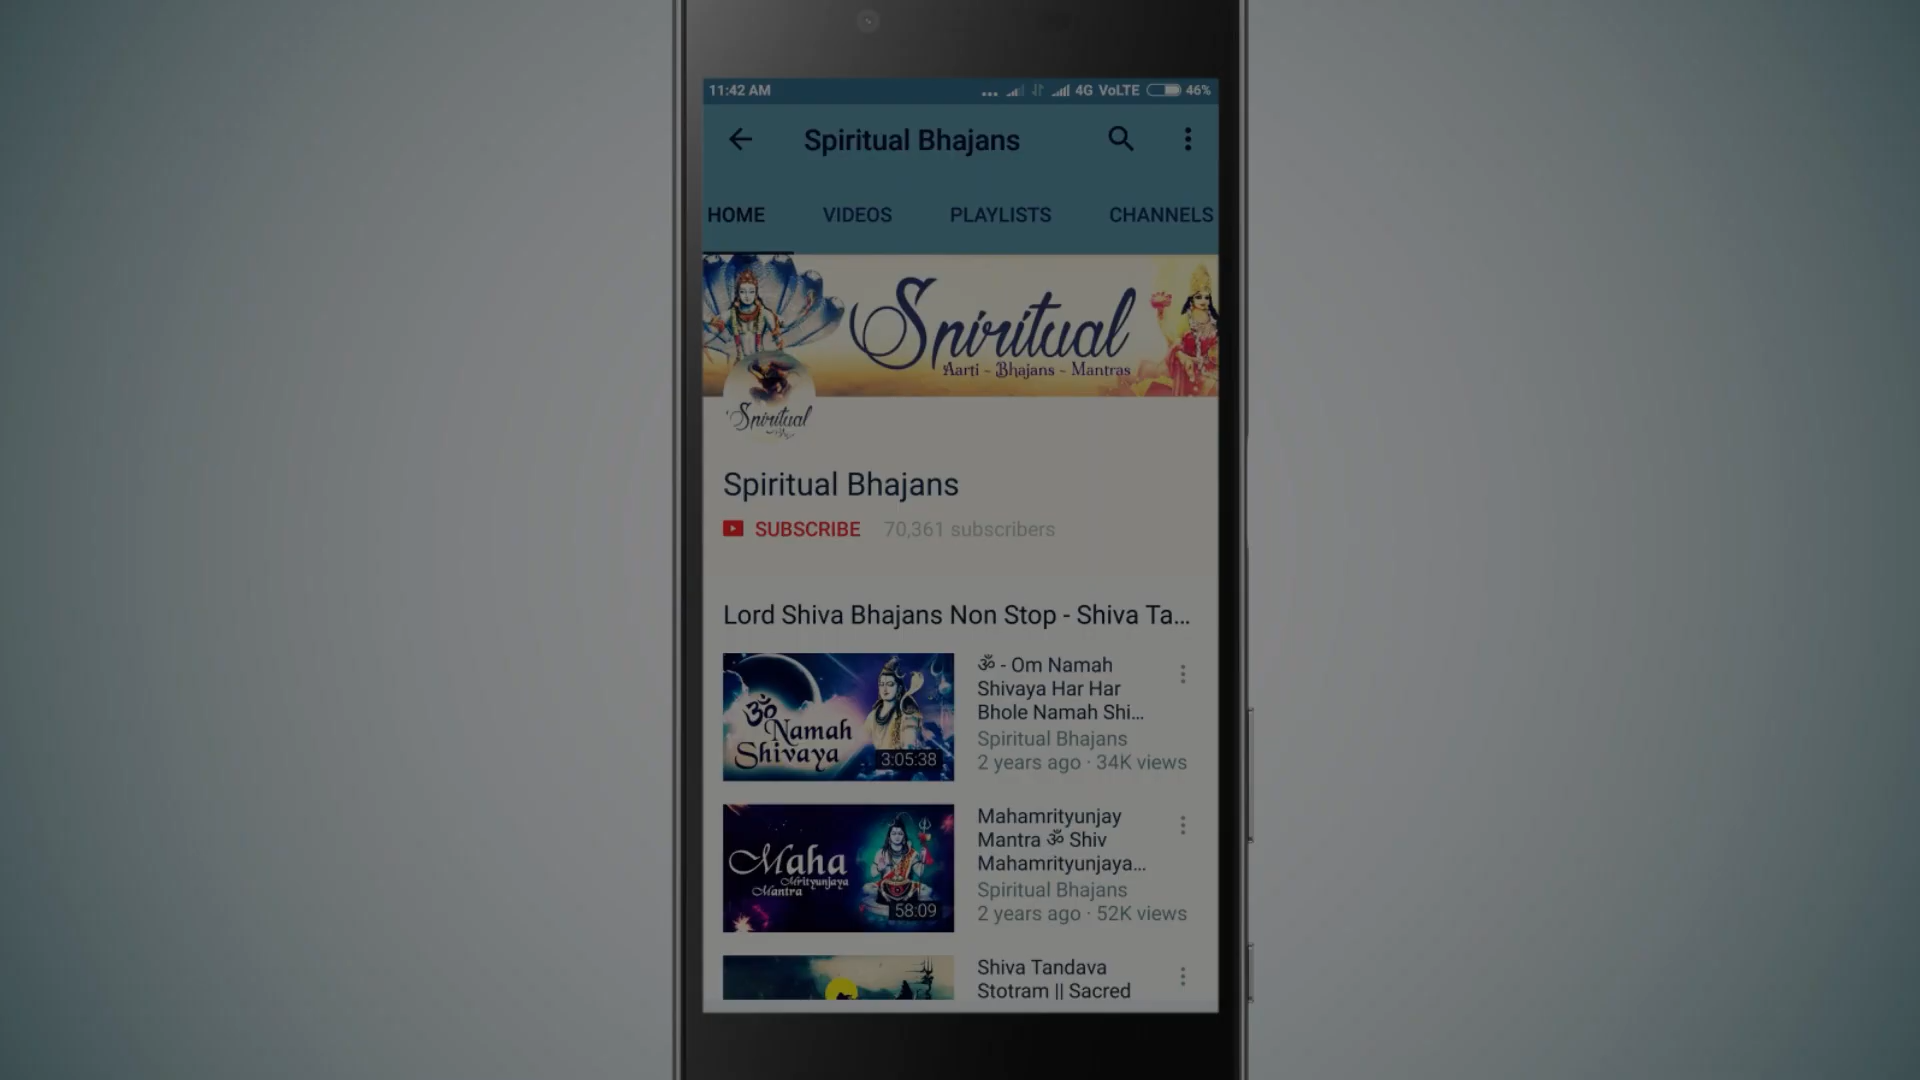 11:42 AM 4G VoLTE 46%
Spiritual Bhajans
HOME VIDEOS PLAYLISTS CHANNELS
Spiritual
Aarti ~ Bhajans ~ Mantras
Spiritual
Spiritual Bhajans
SUBSCRIBE 70,361 subscribers
Lord Shiva Bhajans Non Stop - Shiva Ta...
ॐ
Namah
Shivaya
3:05:38
ॐ - Om Namah
Shivaya Har Har
Bhole Namah Shi...
Spiritual Bhajans
2 years ago · 34K views
Maha
Mrityunjaya
Mantra
58:09
Mahamrityunjay
Mantra ॐ Shiv
Mahamrityunjaya...
Spiritual Bhajans
2 years ago · 52K views
Shiva Tandava
Stotram || Sacred